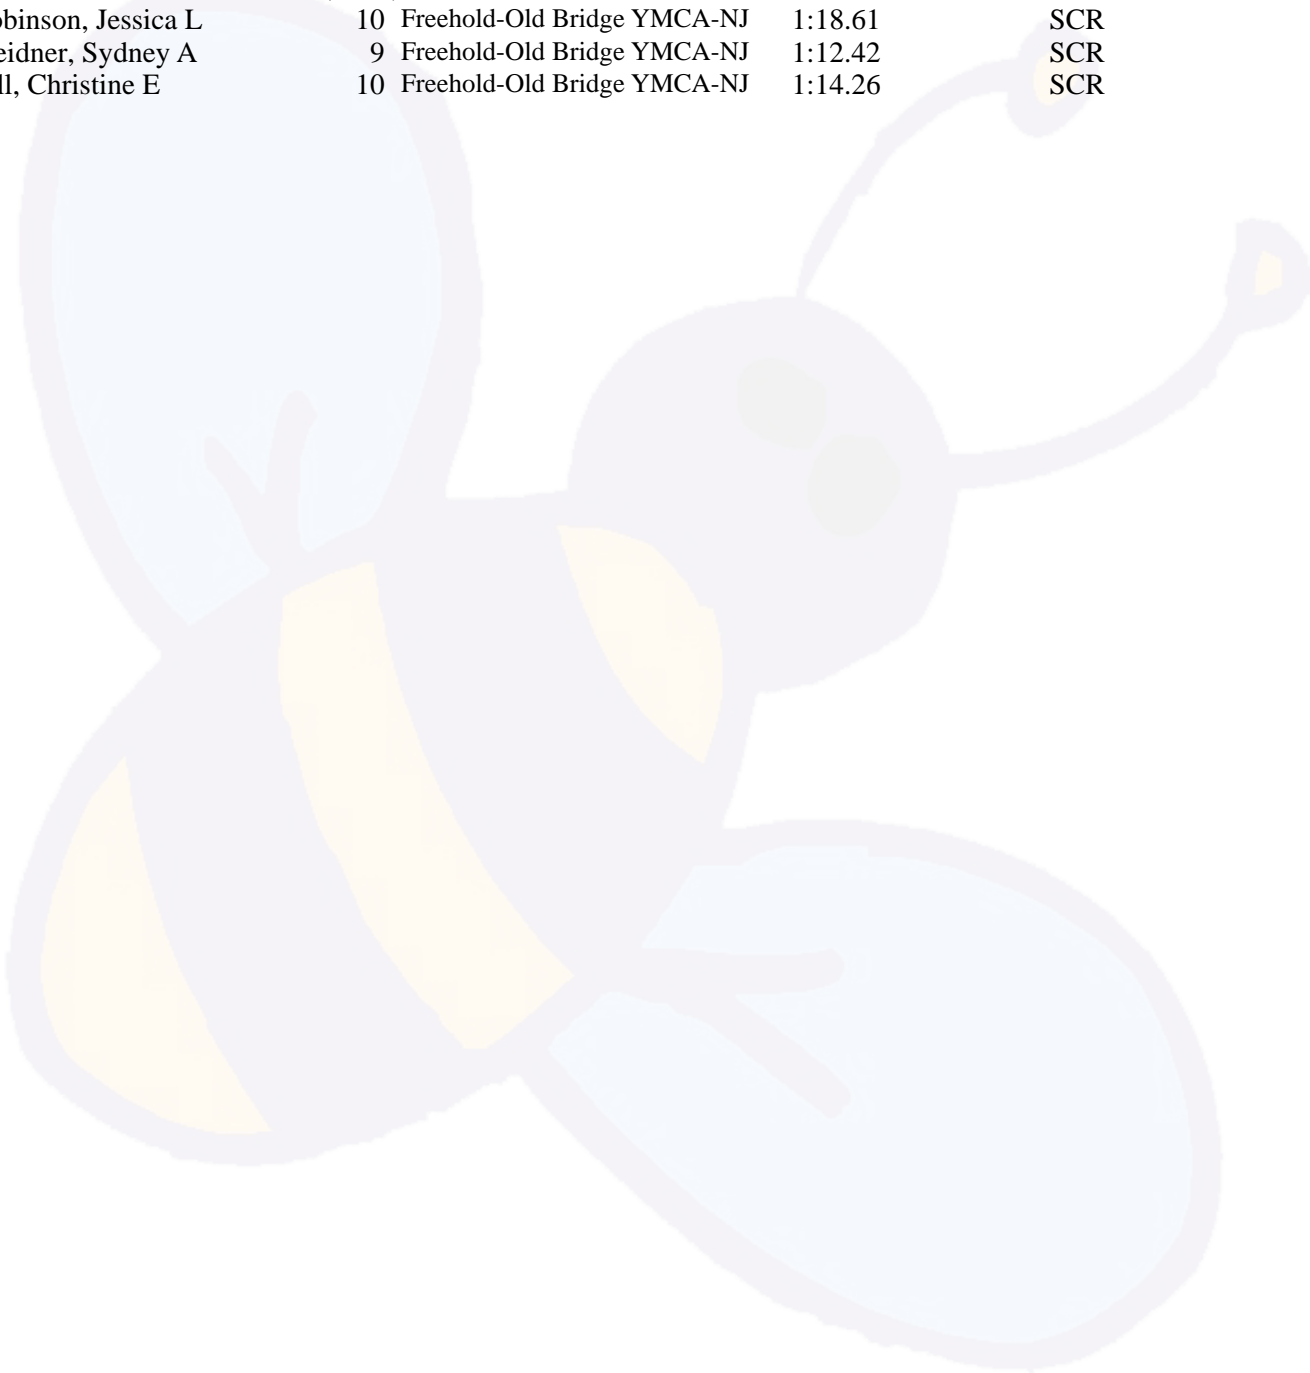 obinson, Jessica L 10 Freehold-Old Bridge YMCA-NJ 1:18.61 SCR
eidner, Sydney A 9 Freehold-Old Bridge YMCA-NJ 1:12.42 SCR
ll, Christine E 10 Freehold-Old Bridge YMCA-NJ 1:14.26 SCR